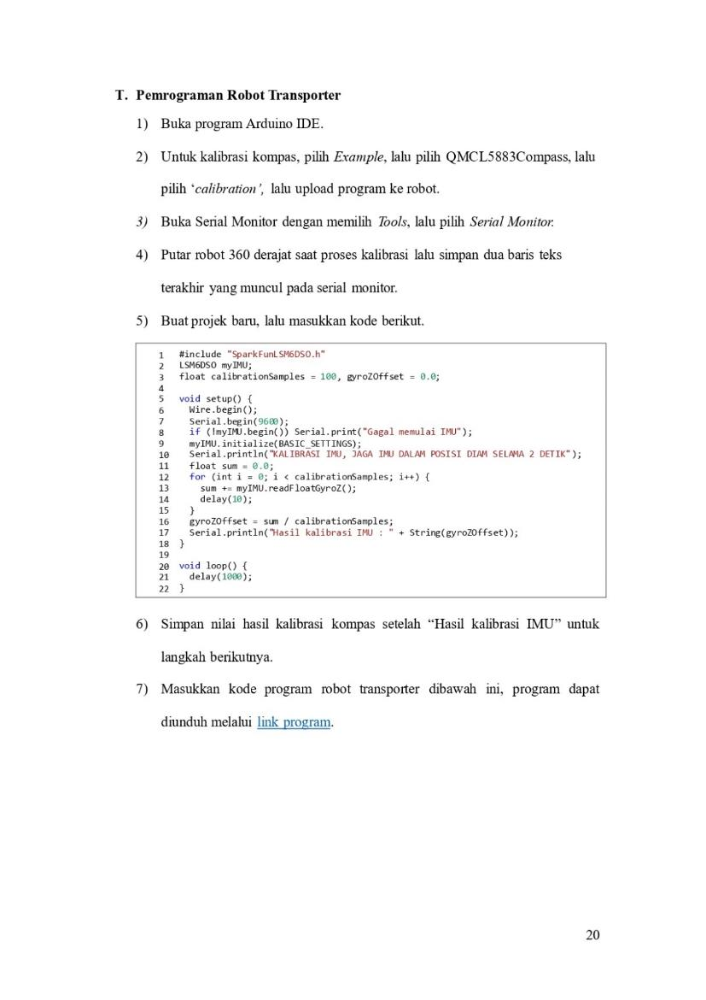 T. Pemrograman Robot Transporter
1) Buka program Arduino IDE.
2) Untuk kalibrasi kompas, pilih Example, lalu pilih QMCL5883Compass, lalu
pilih ‘calibration’, lalu upload program ke robot.
3) Buka Serial Monitor dengan memilih Tools, lalu pilih Serial Monitor.
4) Putar robot 360 derajat saat proses kalibrasi lalu simpan dua baris teks
terakhir yang muncul pada serial monitor.
5) Buat projek baru, lalu masukkan kode berikut.
1 #include "SparkFunLSM6DSO.h"
2 LSM6DSO myIMU;
3 float calibrationSamples = 100, gyroZOffset = 0.0;
4
5 void setup() {
6 Wire.begin();
7 Serial.begin(9600);
8 if (!myIMU.begin()) Serial.print("Gagal memulai IMU");
9 myIMU.initialize(BASIC_SETTINGS);
10 Serial.println("KALIBRASI IMU, JAGA IMU DALAM POSISI DIAM SELAMA 2 DETIK");
11 float sum = 0.0;
12 for (int i = 0; i < calibrationSamples; i++) {
13 sum += myIMU.readFloatGyroZ();
14 delay(10);
15 }
16 gyroZOffset = sum / calibrationSamples;
17 Serial.println("Hasil kalibrasi IMU : " + String(gyroZOffset));
18 }
19
20 void loop() {
21 delay(1000);
22 }
6) Simpan nilai hasil kalibrasi kompas setelah “Hasil kalibrasi IMU” untuk
langkah berikutnya.
7) Masukkan kode program robot transporter dibawah ini, program dapat
diunduh melalui link program.
20